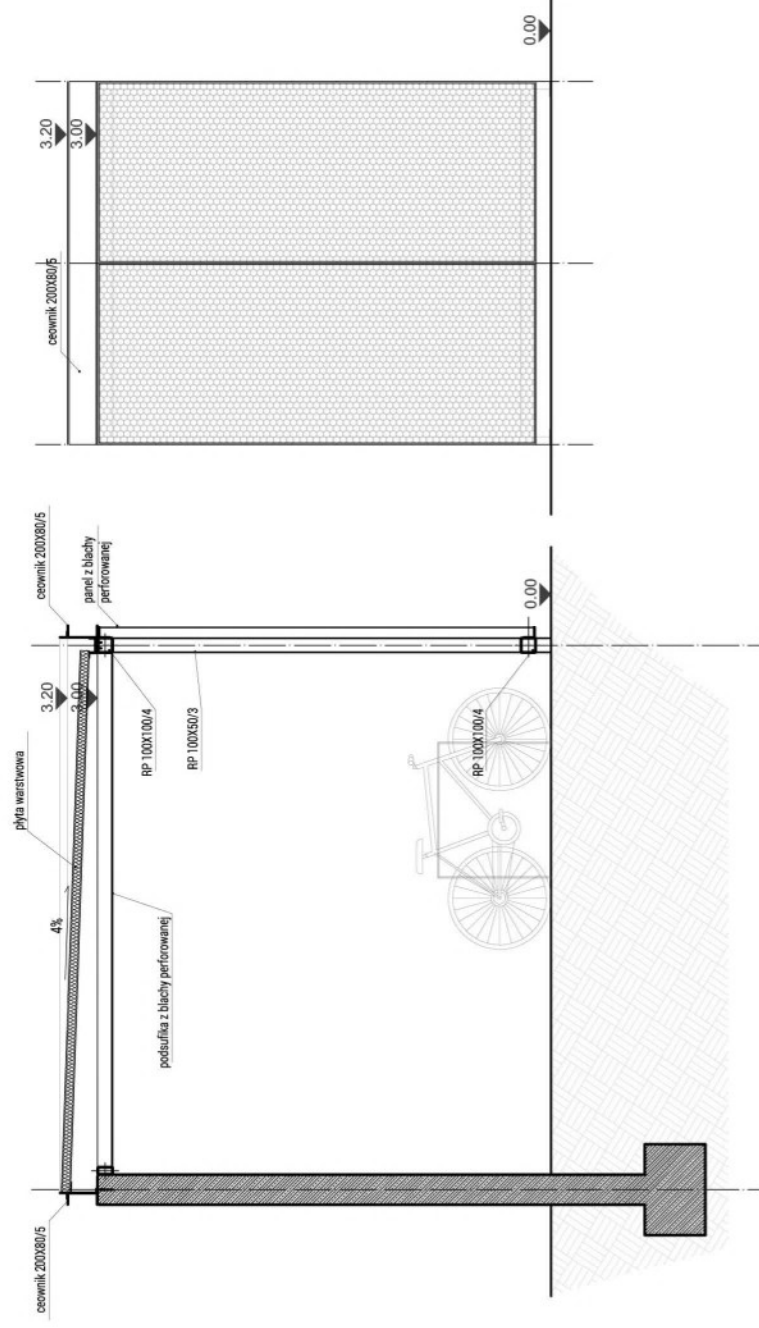 ceownik 200X80/5
4%
płyta warstwowa
3.20
3.00
ceownik 200X80/5
panel z blachy
perforowanej
RP 100X100/4
RP 100X50/3
podsufika z blachy perforowanej
RP 100X100/4
0.00
ceownik 200X80/5
3.20
3.00
0.00